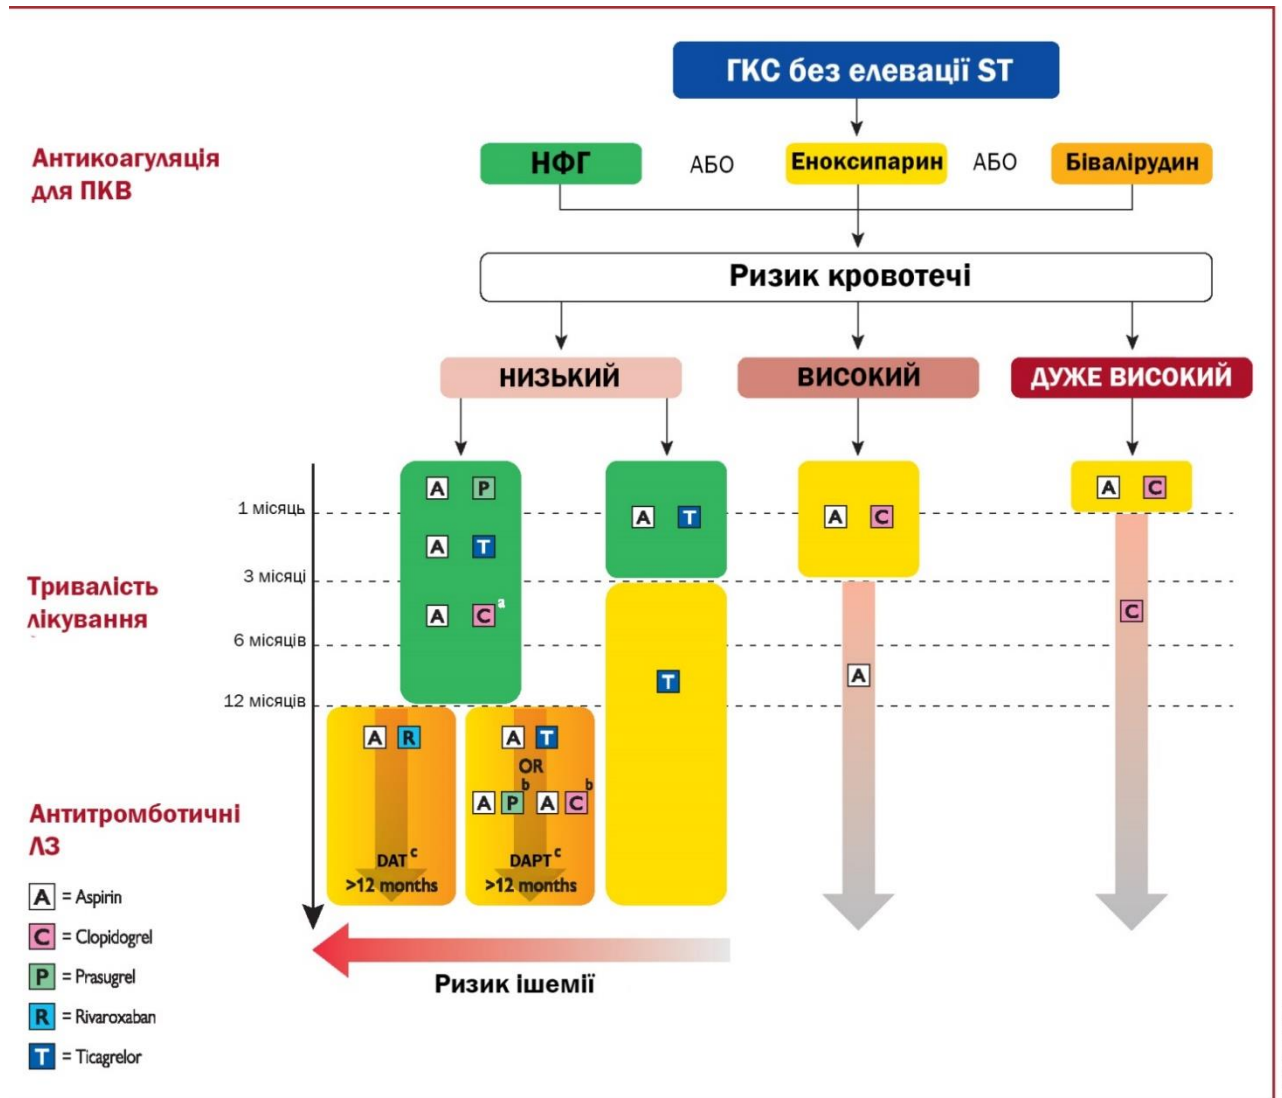 ГКС без елевації ST
Антикоагуляція
для ПКВ
НФГ АБО Еноксипарин АБО Бівалірудин
Ризик кровотечі
НИЗЬКИЙ ВИСОКИЙ ДУЖЕ ВИСОКИЙ
A P
A C
1 місяць
A T A C
A T
3 місяці
Тривалість
лікування
A C a
C
6 місяців
A
T
12 місяців
A R
A T
OR
A P b A C b
DAT c
>12 months
DAPT c
>12 months
Антитромботичні
ЛЗ
A = Aspirin
C = Clopidogrel
P = Prasugrel
R = Rivaroxaban
T = Ticagrelor
Ризик ішемії